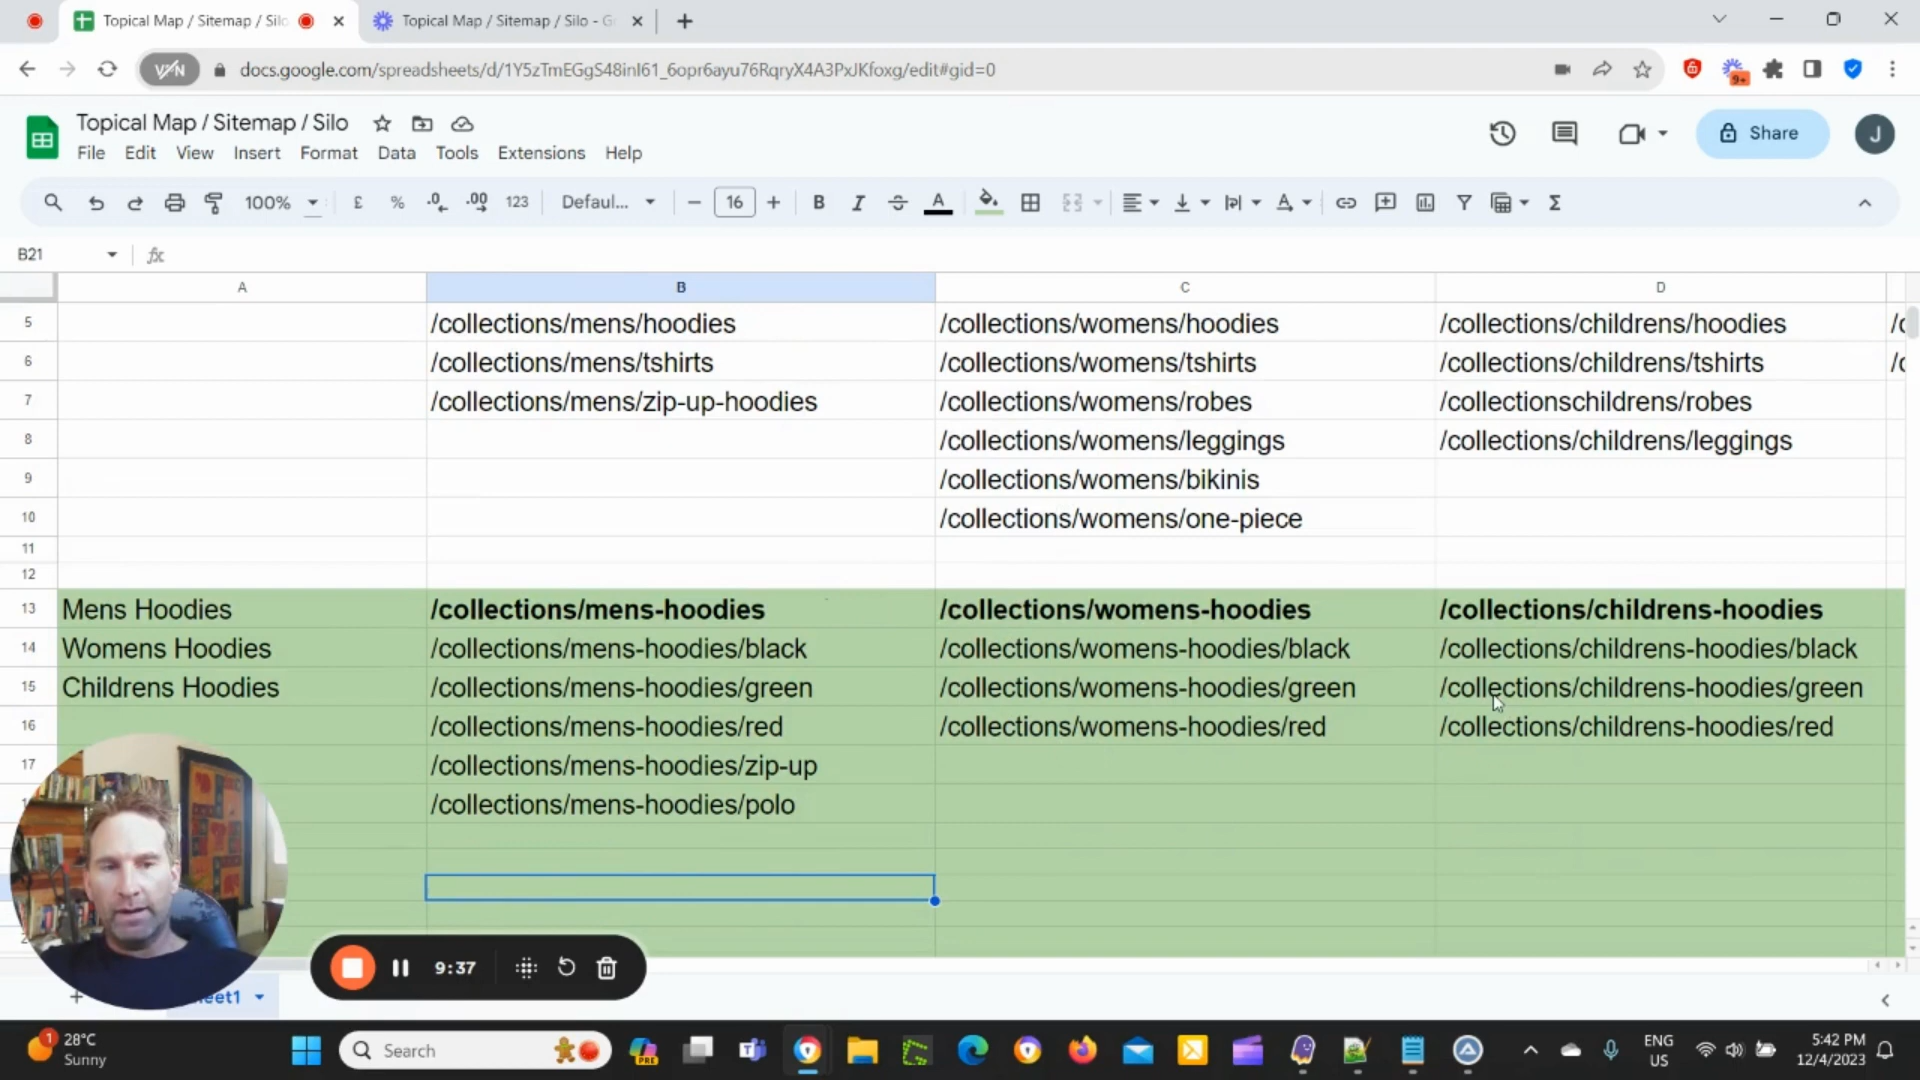 Topical Map / Sitemap / Silo
Topical Map / Sitemap / Silo - G
VPN
docs.google.com/spreadsheets/d/1Y5zTmEGgS48inI61_6opr6ayu76RqryX4A3PxJKfoxg/edit#gid=0
9+
Topical Map / Sitemap / Silo
File Edit View Insert Format Data Tools Extensions Help
Share
J
100% £ % .0 .00 123 Defaul... 16 B I A Σ
B21 fx
A B C D
5 /collections/mens/hoodies /collections/womens/hoodies /collections/childrens/hoodies
6 /collections/mens/tshirts /collections/womens/tshirts /collections/childrens/tshirts
7 /collections/mens/zip-up-hoodies /collections/womens/robes /collectionschildrens/robes
8 /collections/womens/leggings /collections/childrens/leggings
9 /collections/womens/bikinis
10 /collections/womens/one-piece
11
12
13 Mens Hoodies /collections/mens-hoodies /collections/womens-hoodies /collections/childrens-hoodies
14 Womens Hoodies /collections/mens-hoodies/black /collections/womens-hoodies/black /collections/childrens-hoodies/black
15 Childrens Hoodies /collections/mens-hoodies/green /collections/womens-hoodies/green /collections/childrens-hoodies/green
16 /collections/mens-hoodies/red /collections/womens-hoodies/red /collections/childrens-hoodies/red
17 /collections/mens-hoodies/zip-up
/collections/mens-hoodies/polo
9:37
eet1
1 28°C
Sunny
Search
PRE
ENG
US
5:42 PM
12/4/2023